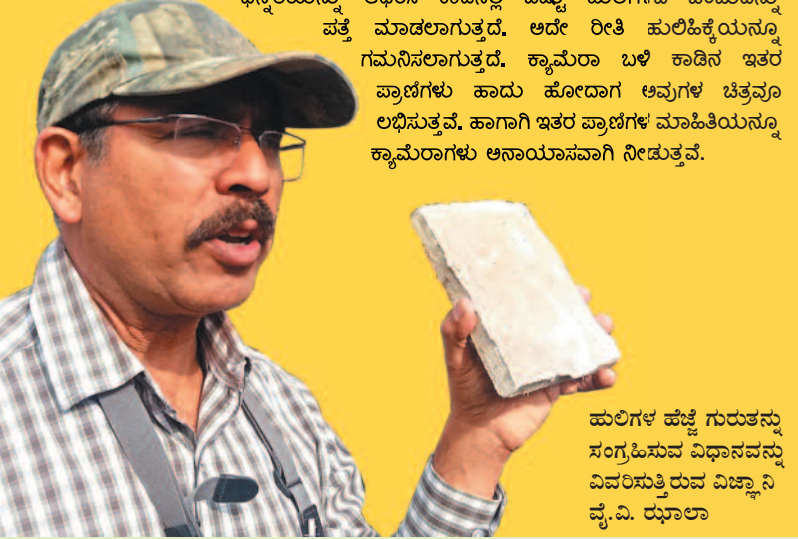 ಪತ್ತೆ ಮಾಡಲಾಗುತ್ತದೆ. ಅದೇ ರೀತಿ ಹುಲಿಹಿಕ್ಕೆಯನ್ನೂ
ಗಮನಿಸಲಾಗುತ್ತದೆ. ಕ್ಯಾಮೆರಾ ಬಳಿ ಕಾಡಿನ ಇತರ
ಪ್ರಾಣಿಗಳು ಹಾದು ಹೋದಾಗ ಅವುಗಳ ಚಿತ್ರವೂ
ಲಭಿಸುತ್ತವೆ. ಹಾಗಾಗಿ ಇತರ ಪ್ರಾಣಿಗಳ ಮಾಹಿತಿಯನ್ನೂ
ಕ್ಯಾಮೆರಾಗಳು ಅನಾಯಾಸವಾಗಿ ನೀಡುತ್ತವೆ.
ಹುಲಿಗಳ ಹೆಜ್ಜೆ ಗುರುತನ್ನು
ಸಂಗ್ರಹಿಸುವ ವಿಧಾನವನ್ನು
ವಿವರಿಸುತ್ತಿರುವ ವಿಜ್ಞಾನಿ
ವೈ.ವಿ. ಝಾಲಾ